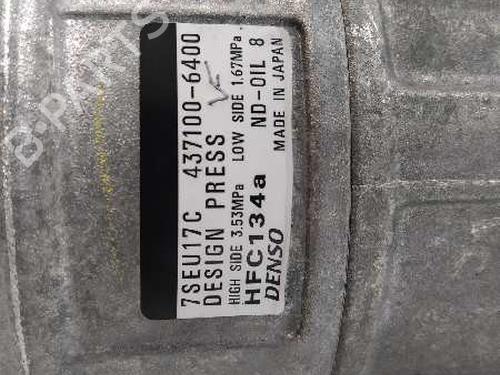 7SEU17C 437100-6400
DESIGN PRESS
HIGH SIDE 3.53MPa LOW SIDE 1.67MPa
HFC134a ND-OIL 8
DENSO MADE IN JAPAN
B-PARTS